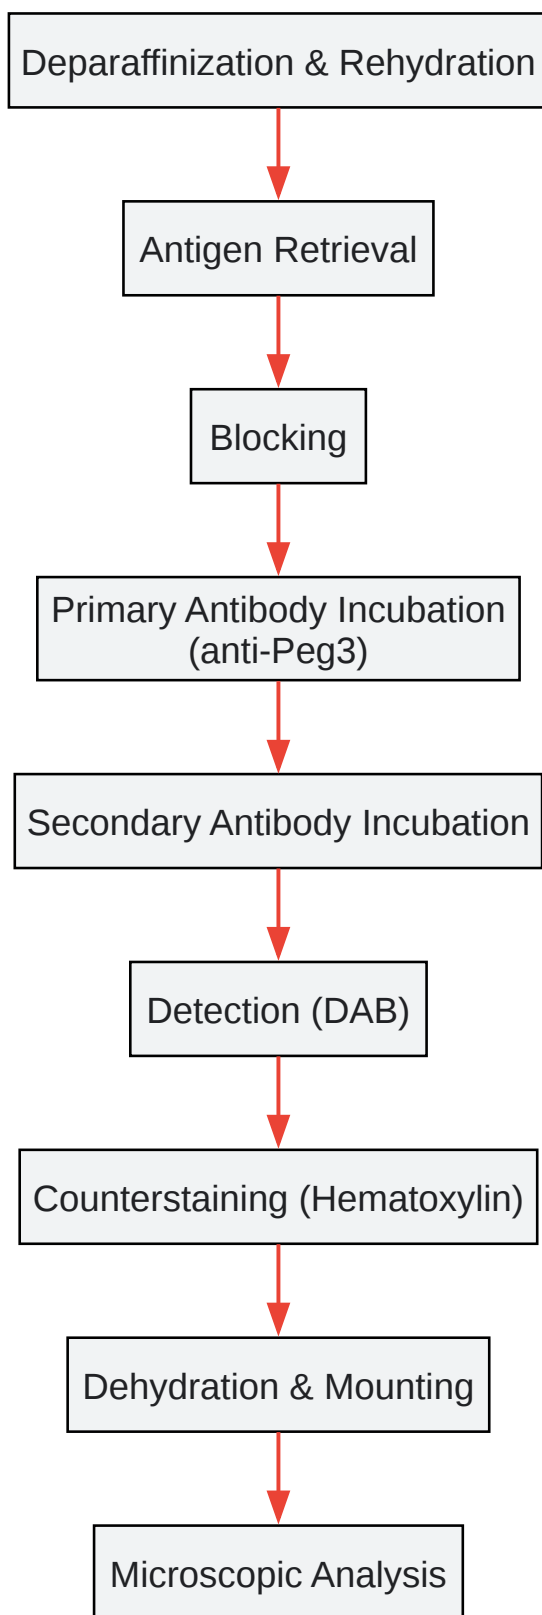 Deparaffinization & Rehydration
Antigen Retrieval
Blocking
Primary Antibody Incubation
(anti-Peg3)
Secondary Antibody Incubation
Detection (DAB)
Counterstaining (Hematoxylin)
Dehydration & Mounting
Microscopic Analysis